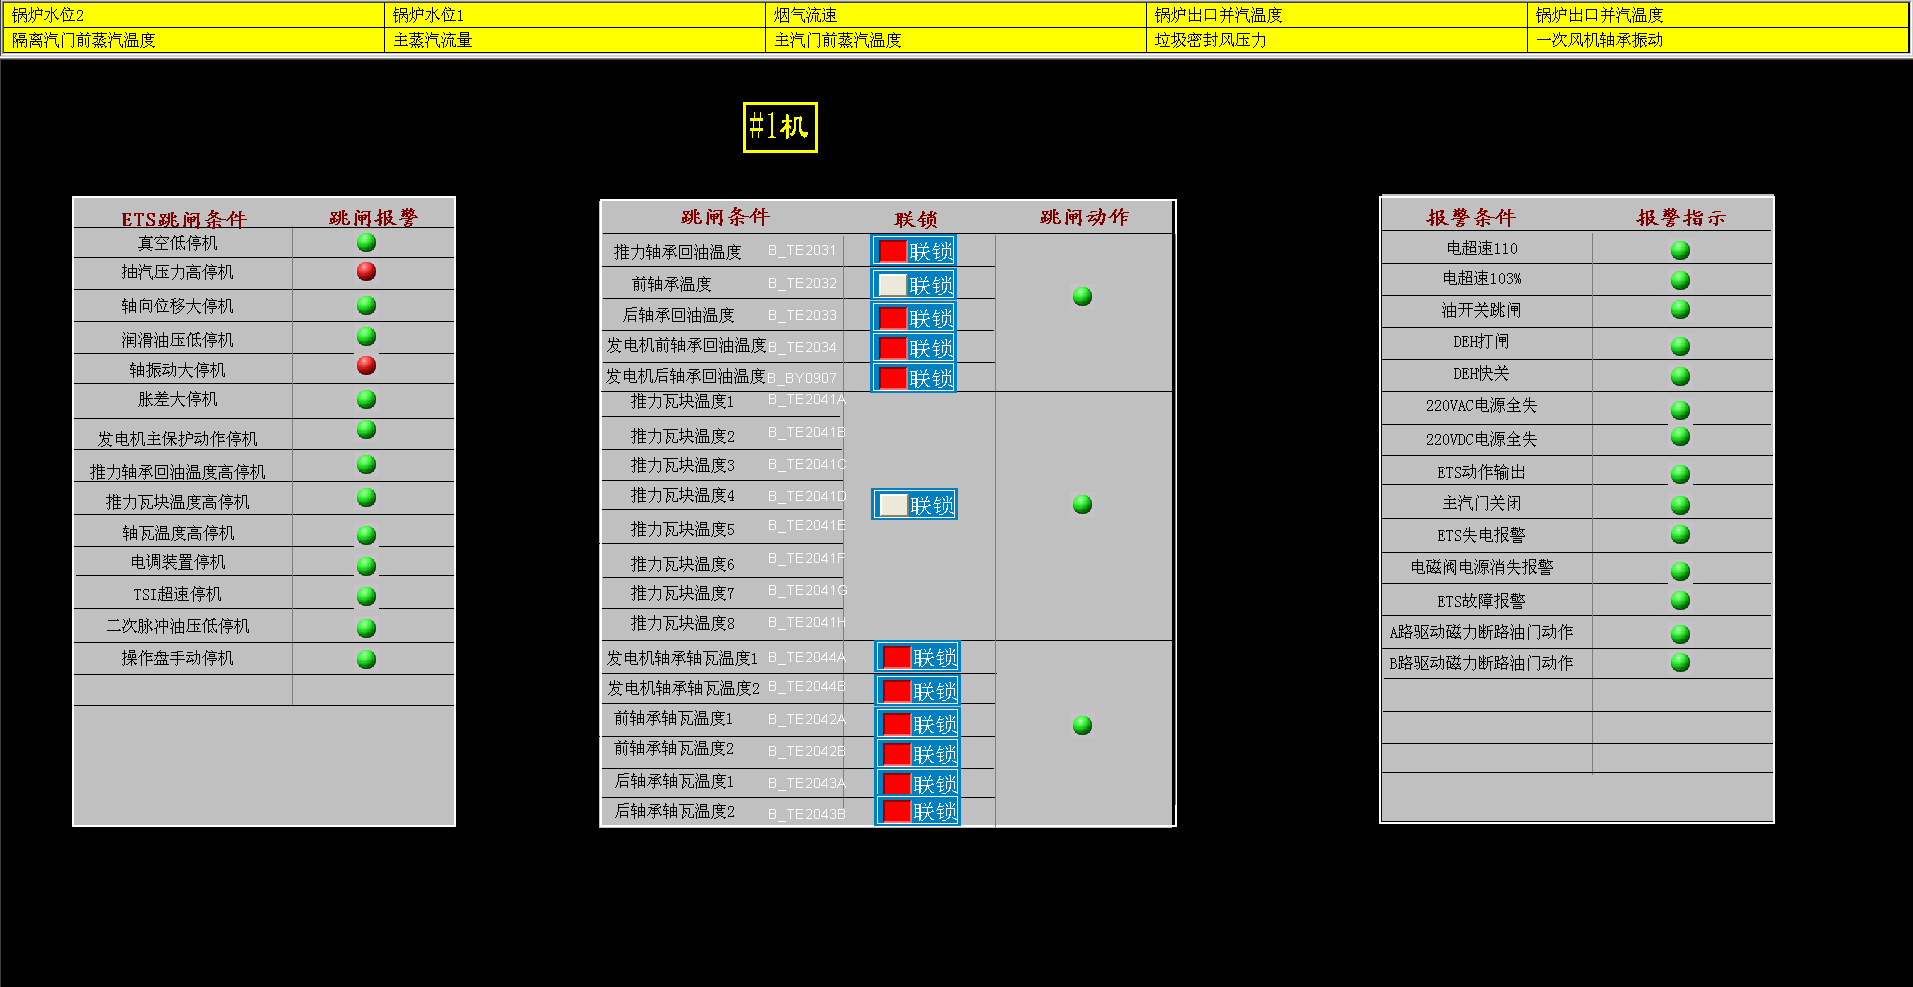 锅炉水位2 锅炉水位1 烟气流速 锅炉出口并汽温度 锅炉出口并汽温度
隔离汽门前蒸汽温度 主蒸汽流量 主汽门前蒸汽温度 垃圾密封风压力 一次风机轴承振动
#1机
ETS跳闸条件 跳闸报警
真空低停机
抽汽压力高停机
轴向位移大停机
润滑油压低停机
轴振动大停机
胀差大停机
发电机主保护动作停机
推力轴承回油温度高停机
推力瓦块温度高停机
轴瓦温度高停机
电调装置停机
TSI超速停机
二次脉冲油压低停机
操作盘手动停机
跳闸条件 联锁 跳闸动作
推力轴承回油温度 B_TE2031 联锁
前轴承温度 B_TE2032 联锁
后轴承回油温度 B_TE2033 联锁
发电机前轴承回油温度 B_TE2034 联锁
发电机后轴承回油温度 B_BY0907 联锁
推力瓦块温度1 B_TE2041A
推力瓦块温度2 B_TE2041B
推力瓦块温度3 B_TE2041C
推力瓦块温度4 B_TE2041D 联锁
推力瓦块温度5 B_TE2041E
推力瓦块温度6 B_TE2041F
推力瓦块温度7 B_TE2041G
推力瓦块温度8 B_TE2041H
发电机轴承轴瓦温度1 B_TE2044A 联锁
发电机轴承轴瓦温度2 B_TE2044B 联锁
前轴承轴瓦温度1 B_TE2042A 联锁
前轴承轴瓦温度2 B_TE2042B 联锁
后轴承轴瓦温度1 B_TE2043A 联锁
后轴承轴瓦温度2 B_TE2043B 联锁
报警条件 报警指示
电超速110
电超速103%
油开关跳闸
DEH打闸
DEH快关
220VAC电源全失
220VDC电源全失
ETS动作输出
主汽门关闭
ETS失电报警
电磁阀电源消失报警
ETS故障报警
A路驱动磁力断路油门动作
B路驱动磁力断路油门动作